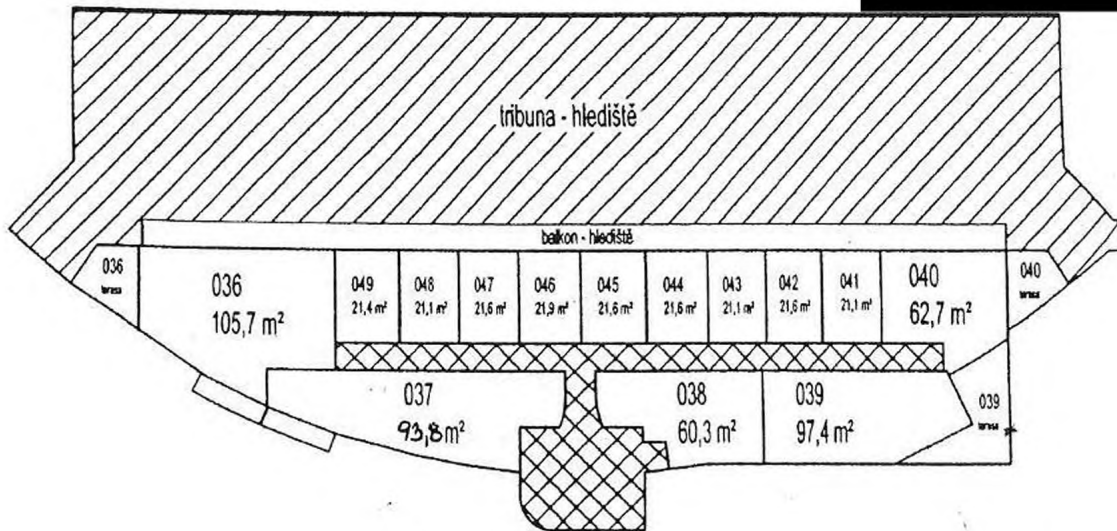 tribuna - hlediště
balkon - hlediště
036
terasa
036
105,7 m²
049
21,4 m²
048
21,1 m²
047
21,6 m²
046
21,9 m²
045
21,6 m²
044
21,6 m²
043
21,1 m²
042
21,6 m²
041
21,1 m²
040
62,7 m²
040
terasa
037
93,8 m²
038
60,3 m²
039
97,4 m²
039
terasa